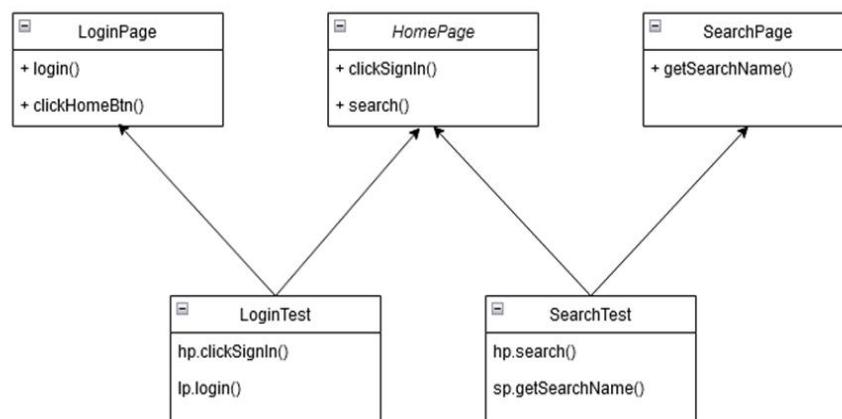 LoginPage
+ login()
+ clickHomeBtn()
HomePage
+ clickSignIn()
+ search()
SearchPage
+ getSearchName()
LoginTest
hp.clickSignIn()
lp.login()
SearchTest
hp.search()
sp.getSearchName()